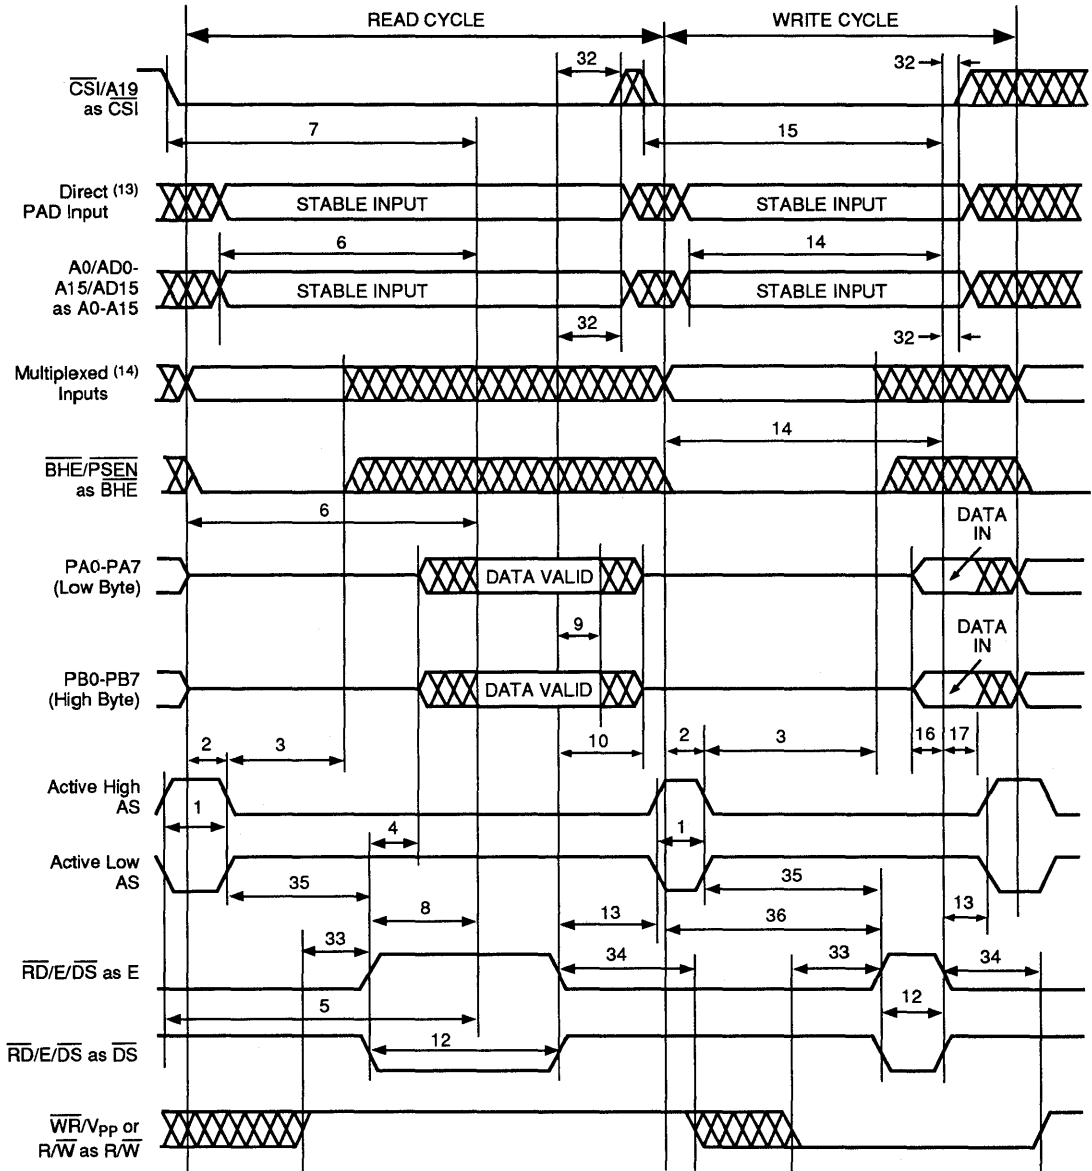 READ CYCLE
WRITE CYCLE
32
32
CSI/A19
as CSI
7
15
Direct (13)
PAD Input
STABLE INPUT
STABLE INPUT
6
14
A0/AD0-
A15/AD15
as A0-A15
STABLE INPUT
STABLE INPUT
32
32
Multiplexed (14)
Inputs
14
BHE/PSEN
as BHE
6
DATA
IN
PA0-PA7
(Low Byte)
DATA VALID
9
DATA
IN
PB0-PB7
(High Byte)
DATA VALID
2
3
10
2
3
16
17
Active High
AS
1
4
1
Active Low
AS
35
35
8
13
36
13
33
34
33
34
RD/E/DS as E
5
12
RD/E/DS as DS
12
WR/VPP or
R/W as R/W